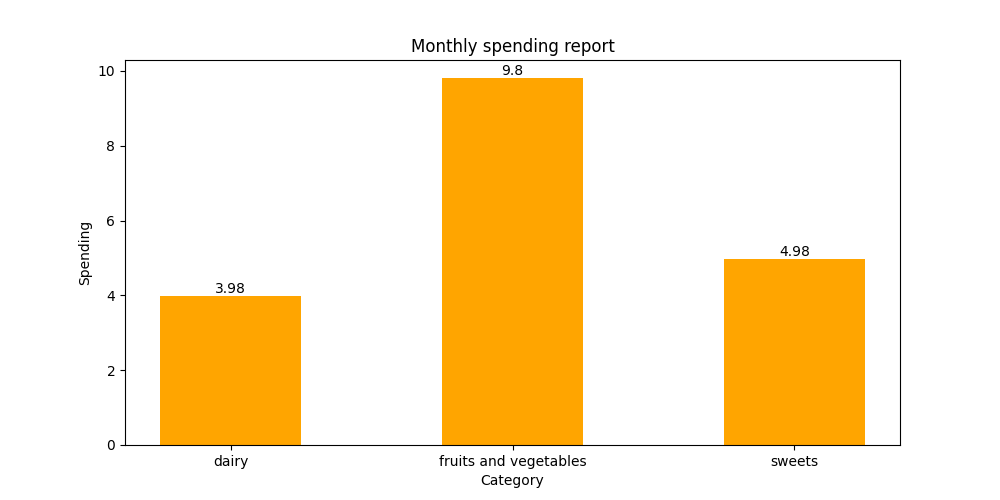 Monthly spending report
10
8
6
4
2
0
Spending
3.98
9.8
4.98
dairy
fruits and vegetables
sweets
Category